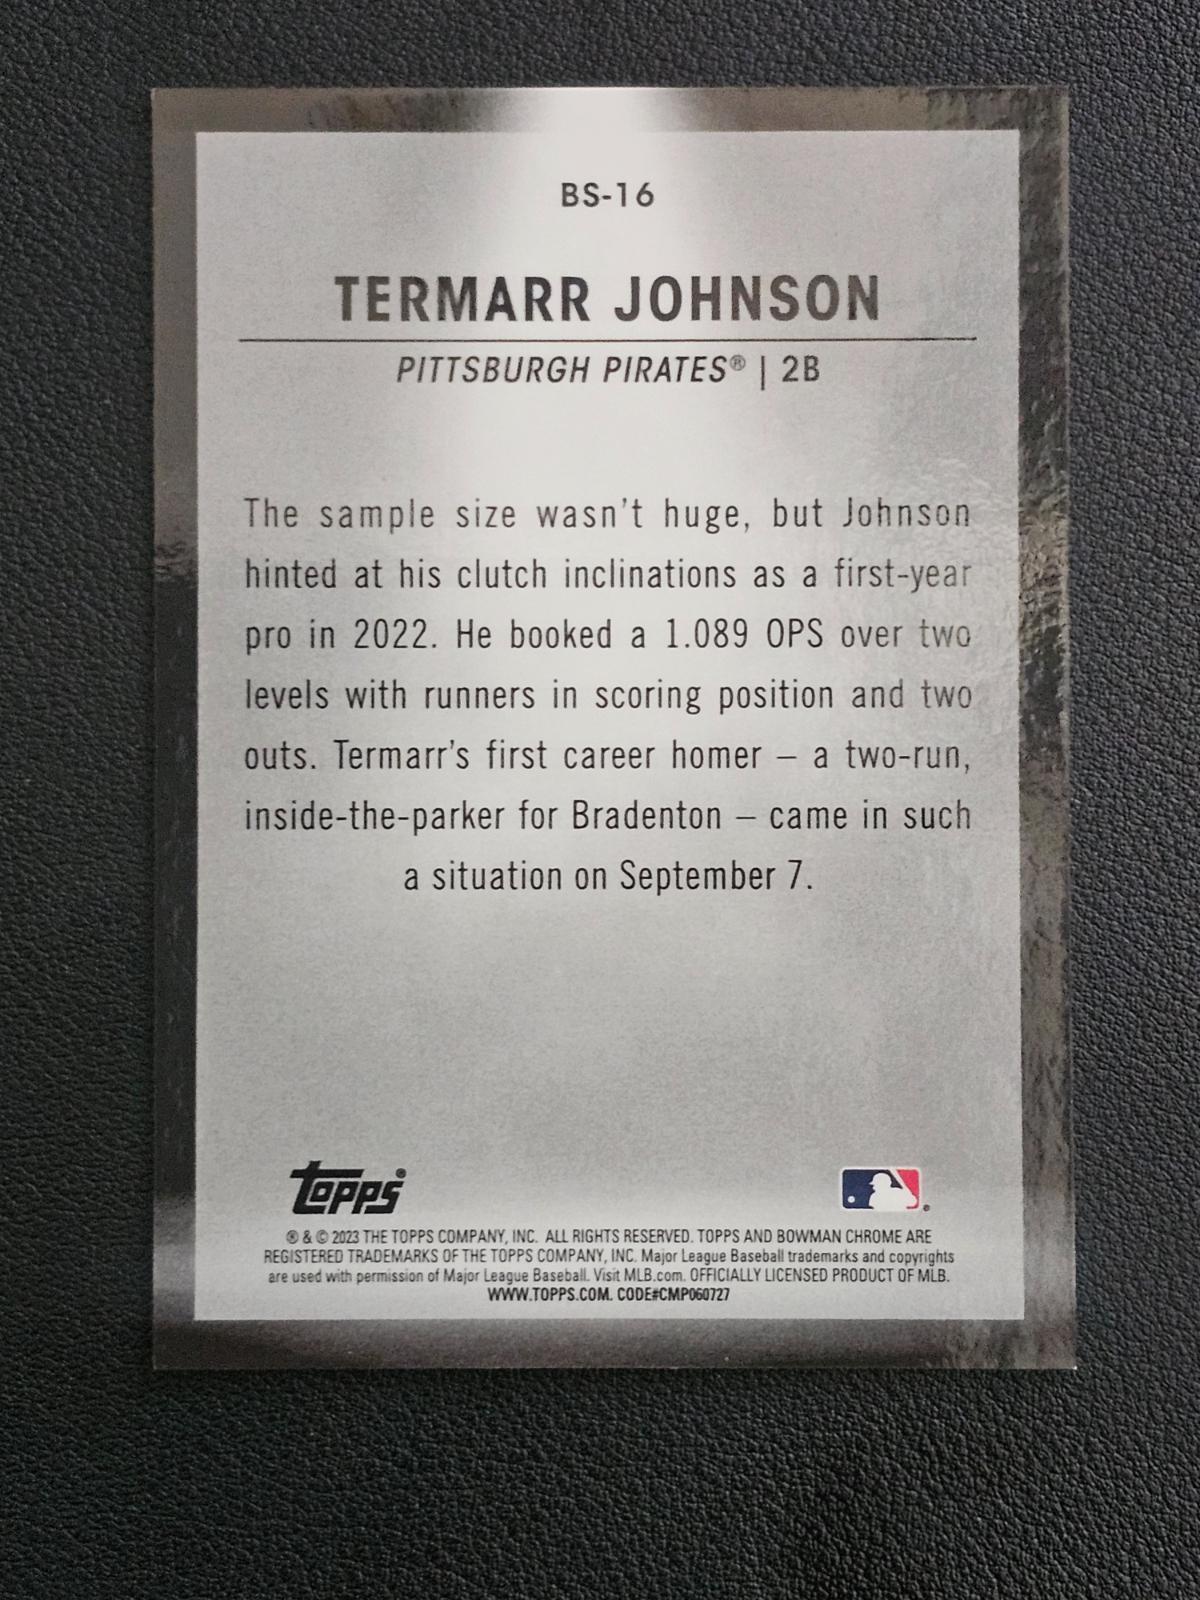 BS-16
TERMARR JOHNSON
PITTSBURGH PIRATES® | 2B
The sample size wasn't huge, but Johnson
hinted at his clutch inclinations as a first-year
pro in 2022. He booked a 1.089 OPS over two
levels with runners in scoring position and two
outs. Termarr's first career homer – a two-run,
inside-the-parker for Bradenton – came in such
a situation on September 7.
topps®
® & © 2023 THE TOPPS COMPANY, INC. ALL RIGHTS RESERVED. TOPPS AND BOWMAN CHROME ARE
REGISTERED TRADEMARKS OF THE TOPPS COMPANY, INC. Major League Baseball trademarks and copyrights
are used with permission of Major League Baseball. Visit MLB.com. OFFICIALLY LICENSED PRODUCT OF MLB.
WWW.TOPPS.COM. CODE#CMP060727